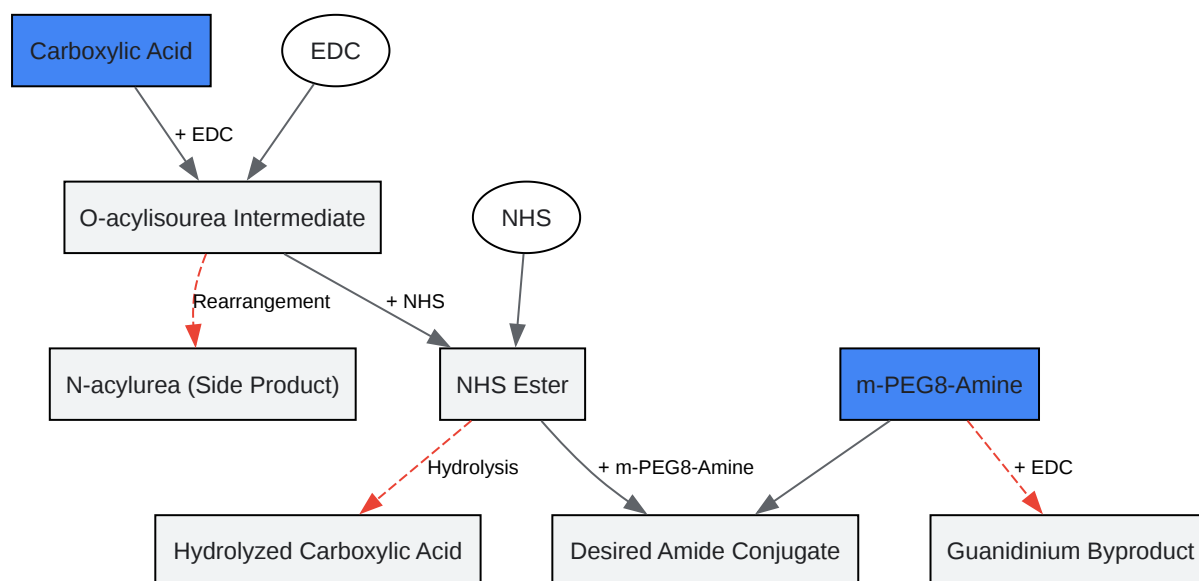 Carboxylic Acid
EDC
+ EDC
O-acylisourea Intermediate
NHS
Rearrangement
+ NHS
N-acylurea (Side Product)
NHS Ester
m-PEG8-Amine
Hydrolysis
+ m-PEG8-Amine
+ EDC
Hydrolyzed Carboxylic Acid
Desired Amide Conjugate
Guanidinium Byproduct